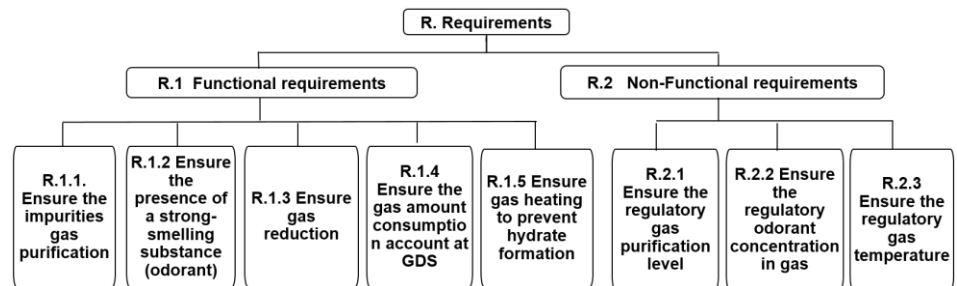 R. Requirements
R.1  Functional requirements
R.2   Non-Functional requirements
R.1.1.
Ensure the
impurities
gas
purification
R.1.2 Ensure
the
presence of
a strong-
smelling
substance
(odorant)
R.1.3 Ensure
gas
reduction
R.1.4
Ensure the
gas amount
consumptio
n account at
GDS
R.1.5 Ensure
gas heating
to prevent
hydrate
formation
R.2.1
Ensure the
regulatory
gas
purification
level
R.2.2 Ensure
the
regulatory
odorant
concentration
in gas
R.2.3
Ensure the
regulatory
gas
temperature